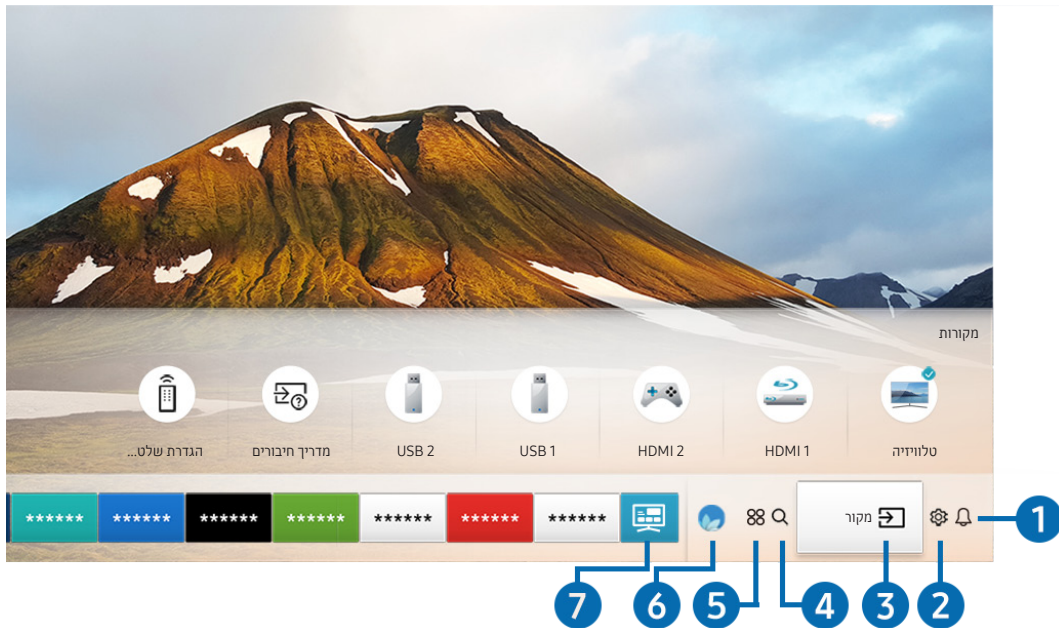 מקורות
טלוויזיה
HDMI 1
HDMI 2
USB 1
USB 2
מדריך חיבורים
הגדרת שלט...
מקור
******
******
******
******
******
******
******
1
2
3
4
5
6
7